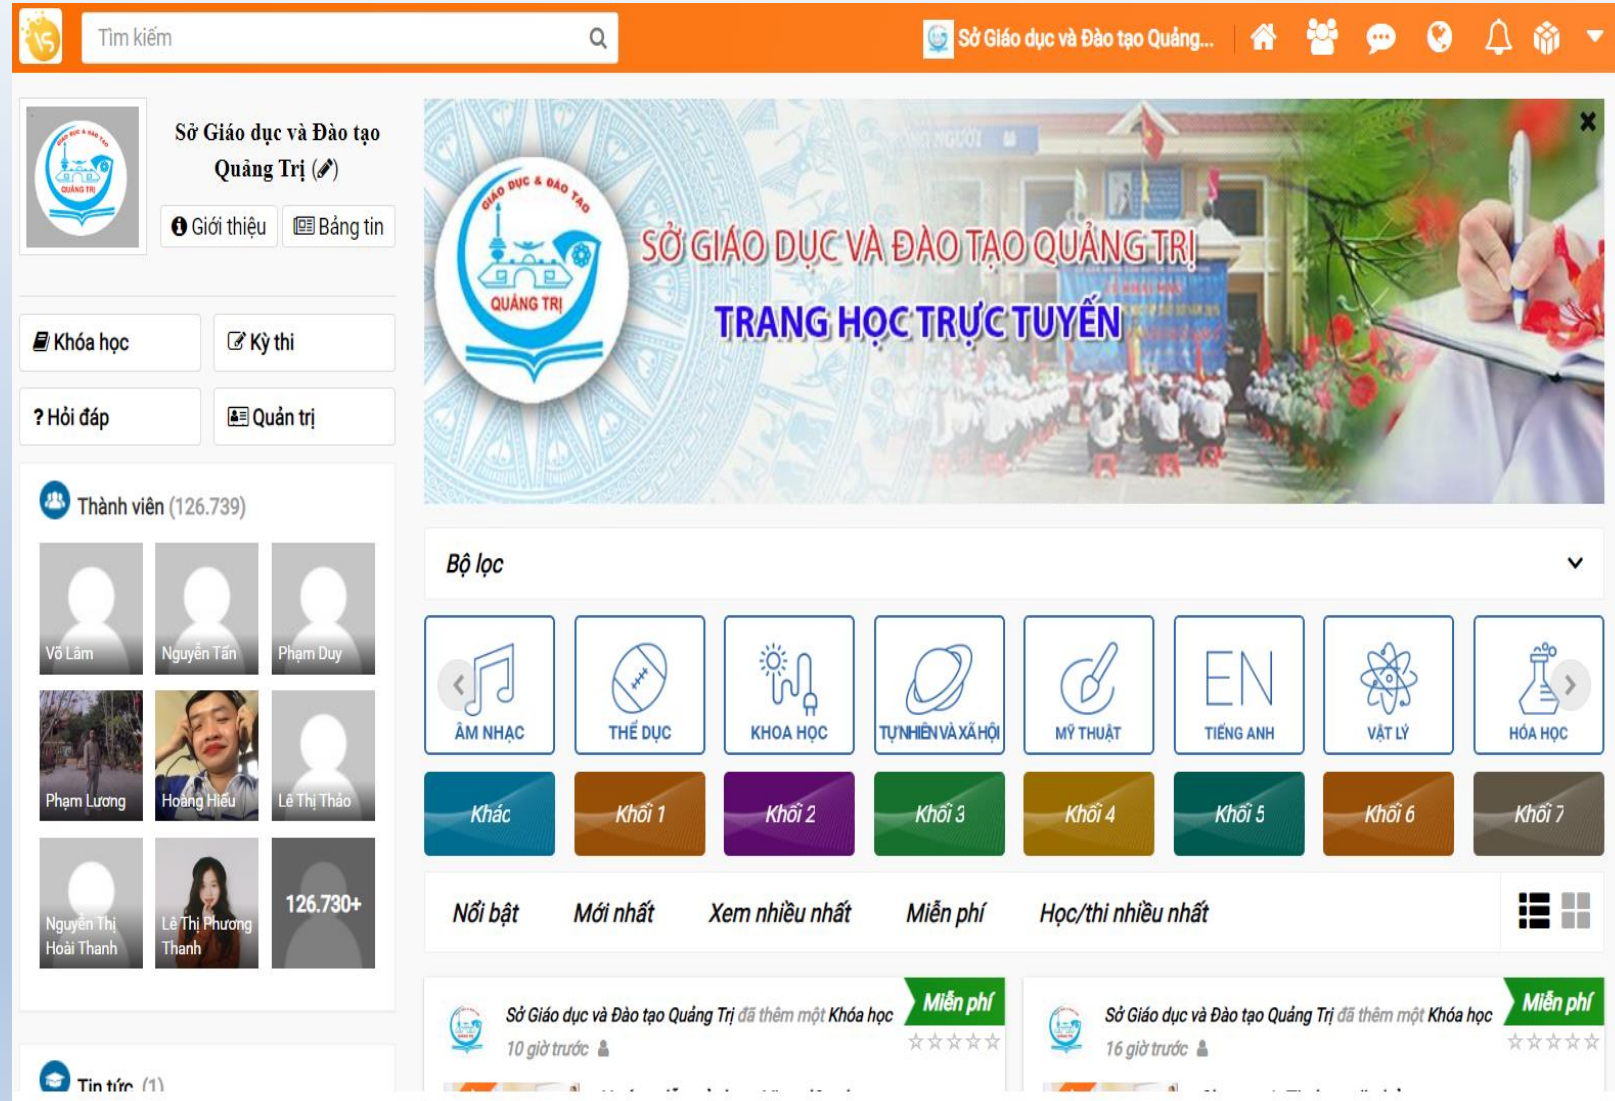 Tìm kiếm
Sở Giáo dục và Đào tạo Quảng...
Sở Giáo dục và Đào tạo
Quảng Trị
Giới thiệu
Bảng tin
Khóa học
Kỳ thi
? Hỏi đáp
Quản trị
Thành viên (126.739)
Võ Lâm
Nguyễn Tấn
Phạm Duy
Phạm Lương
Hoàng Hiếu
Lê Thị Thảo
Nguyễn Thị
Hoài Thanh
Lê Thị Phương
Thanh
126.730+
Tin tức (1)
GIÁO DỤC & ĐÀO TẠO
QUẢNG TRỊ
SỞ GIÁO DỤC VÀ ĐÀO TẠO QUẢNG TRỊ
TRANG HỌC TRỰC TUYẾN
Bộ lọc
ÂM NHẠC
THỂ DỤC
KHOA HỌC
TỰ NHIÊN VÀ XÃ HỘI
MỸ THUẬT
EN
TIẾNG ANH
VẬT LÝ
HÓA HỌC
Khác
Khối 1
Khối 2
Khối 3
Khối 4
Khối 5
Khối 6
Khối 7
Nổi bật
Mới nhất
Xem nhiều nhất
Miễn phí
Học/thi nhiều nhất
Sở Giáo dục và Đào tạo Quảng Trị đã thêm một Khóa học
10 giờ trước
Miễn phí
Sở Giáo dục và Đào tạo Quảng Trị đã thêm một Khóa học
16 giờ trước
Miễn phí